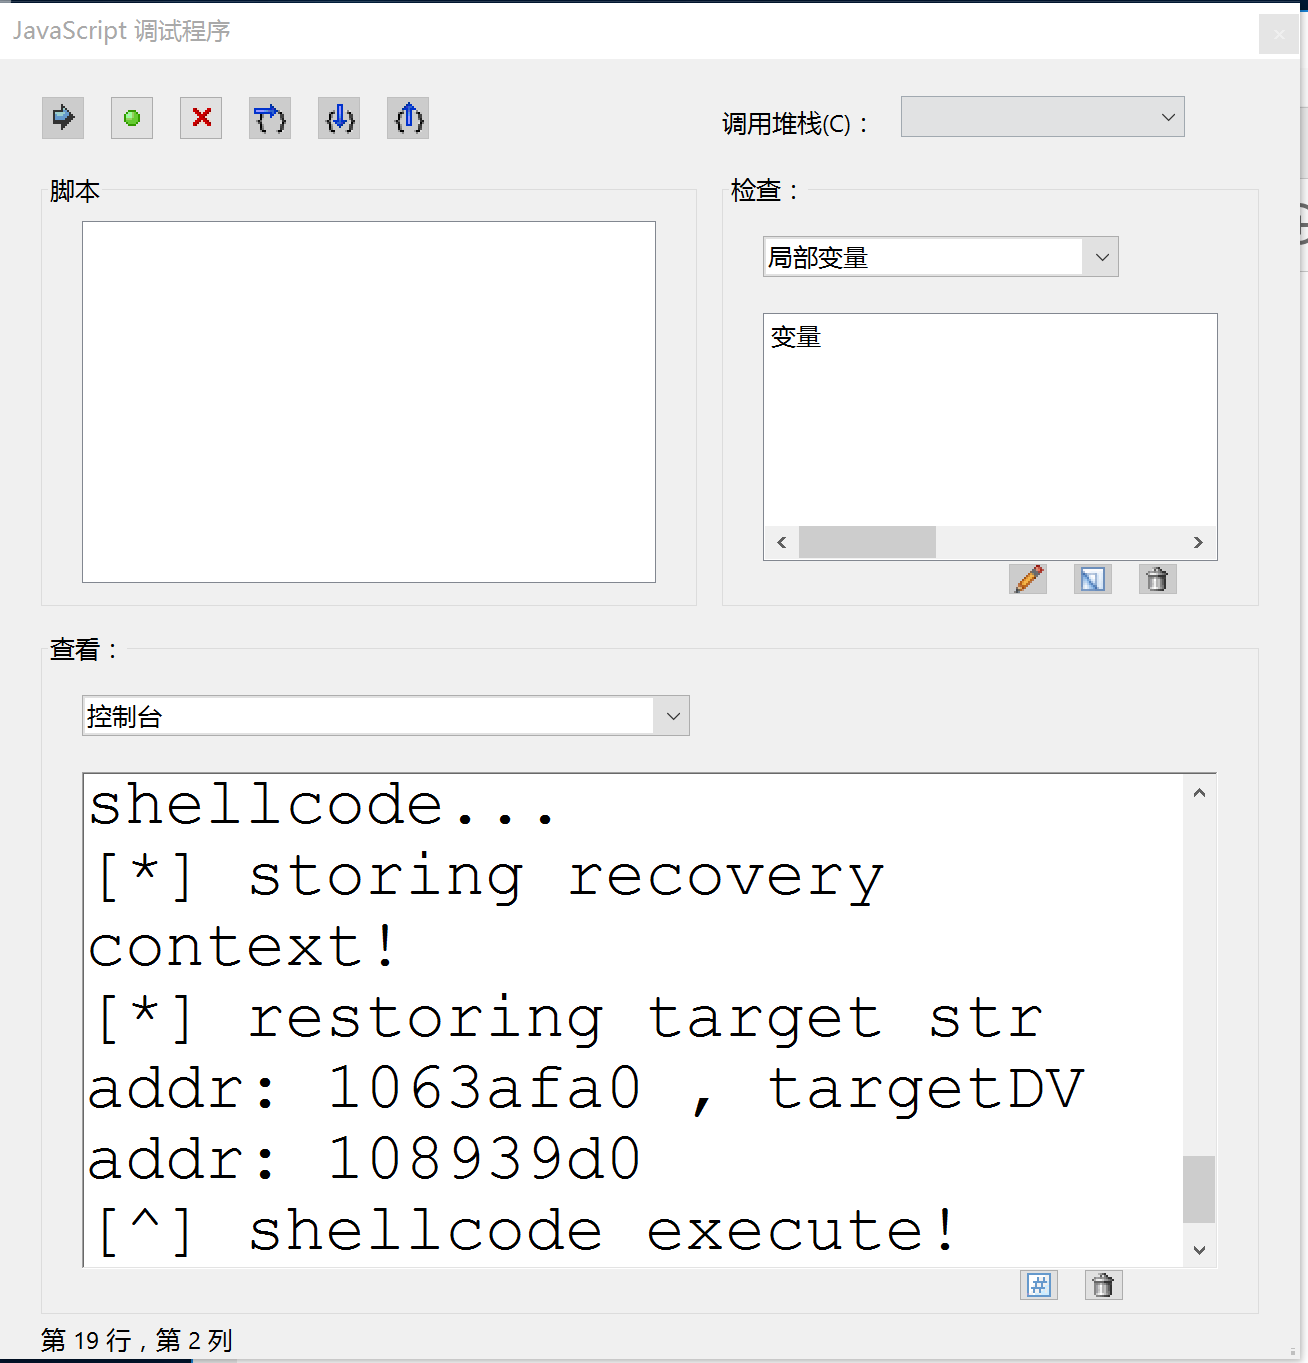 JavaScript 调试程序
调用堆栈(C)：
脚本
检查：
局部变量
变量
查看：
控制台
shellcode...
[*] storing recovery
context!
[*] restoring target str
addr: 1063afa0 , targetDV
addr: 108939d0
[^] shellcode execute!
第 19 行，第 2 列